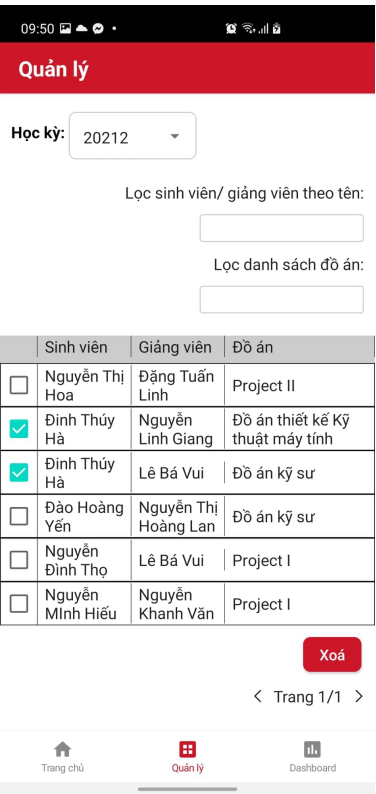 09:50
Quản lý
Học kỳ: 20212
Lọc sinh viên/ giảng viên theo tên:
Lọc danh sách đồ án:
Sinh viên Giảng viên Đồ án
Nguyễn Thị Hoa Đặng Tuấn Linh Project II
Đinh Thúy Hà Nguyễn Linh Giang Đồ án thiết kế Kỹ thuật máy tính
Đinh Thúy Hà Lê Bá Vui Đồ án kỹ sư
Đào Hoàng Yến Nguyễn Thị Hoàng Lan Đồ án kỹ sư
Nguyễn Đình Thọ Lê Bá Vui Project I
Nguyễn MInh Hiếu Nguyễn Khanh Văn Project I
Xoá
< Trang 1/1 >
Trang chủ Quản lý Dashboard